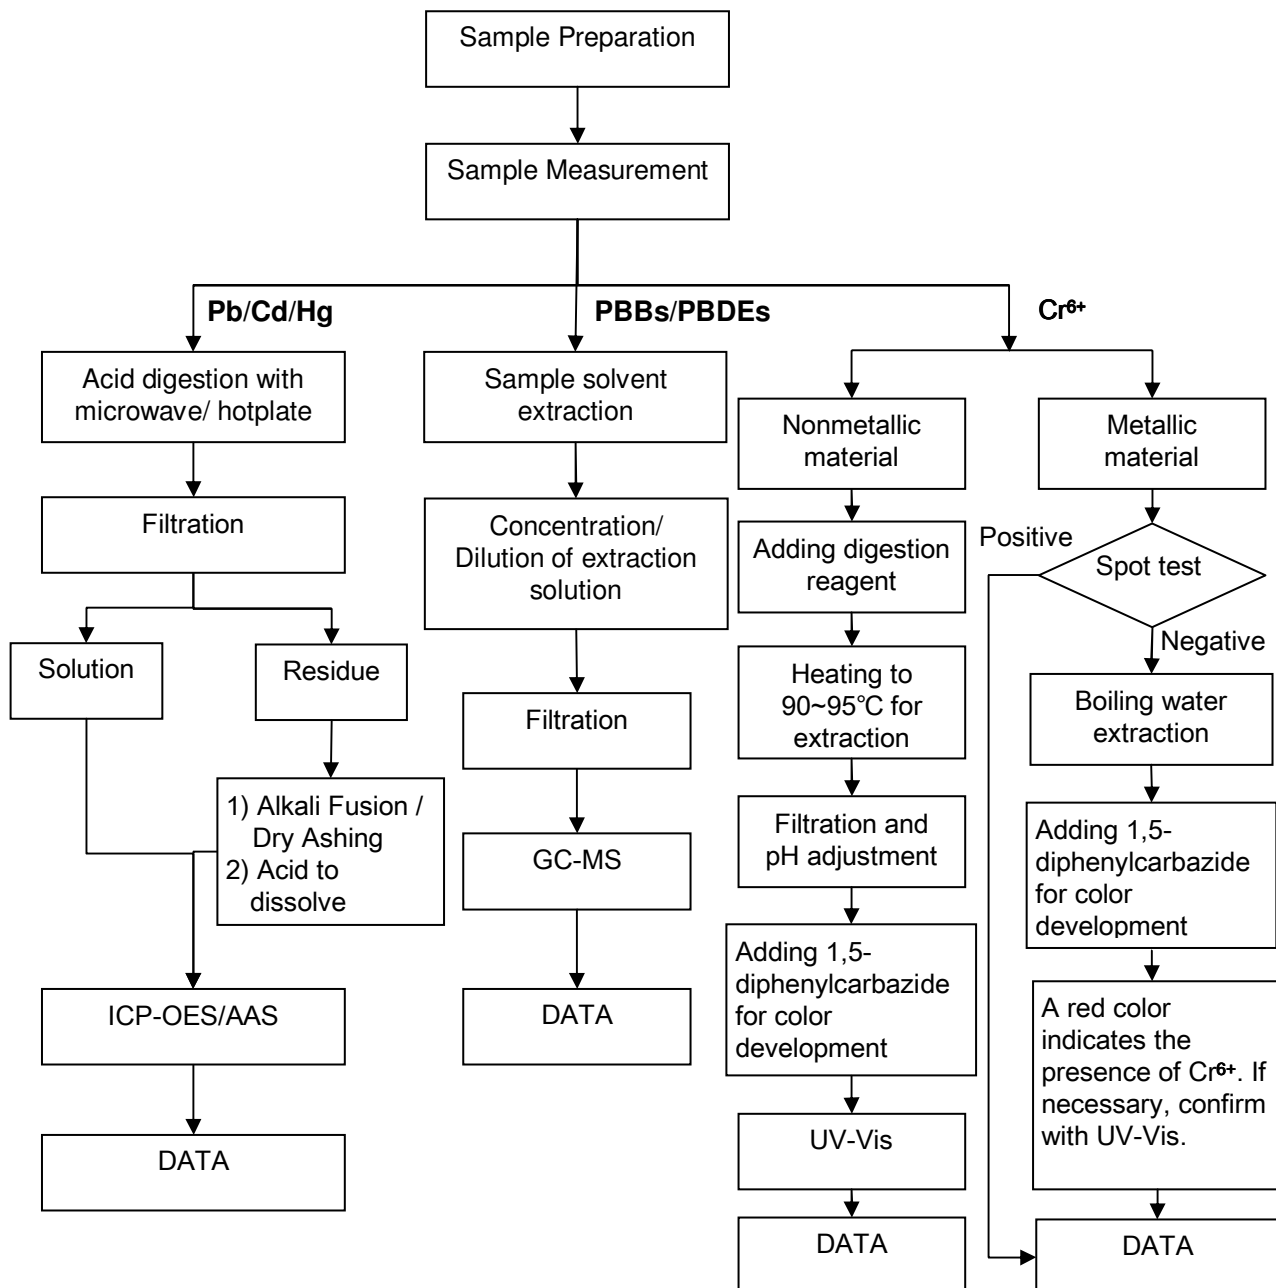 Sample Preparation
Sample Measurement
Pb/Cd/Hg
PBBs/PBDEs
Cr⁶⁺
Acid digestion with
microwave/ hotplate
Filtration
Solution
Residue
1) Alkali Fusion /
Dry Ashing
2) Acid to
dissolve
ICP-OES/AAS
DATA
Sample solvent
extraction
Concentration/
Dilution of extraction
solution
Filtration
GC-MS
DATA
Nonmetallic
material
Adding digestion
reagent
Heating to
90~95℃ for
extraction
Filtration and
pH adjustment
Adding 1,5-
diphenylcarbazide
for color
development
UV-Vis
DATA
Metallic
material
Positive
Spot test
Negative
Boiling water
extraction
Adding 1,5-
diphenylcarbazide
for color
development
A red color
indicates the
presence of Cr⁶⁺. If
necessary, confirm
with UV-Vis.
DATA